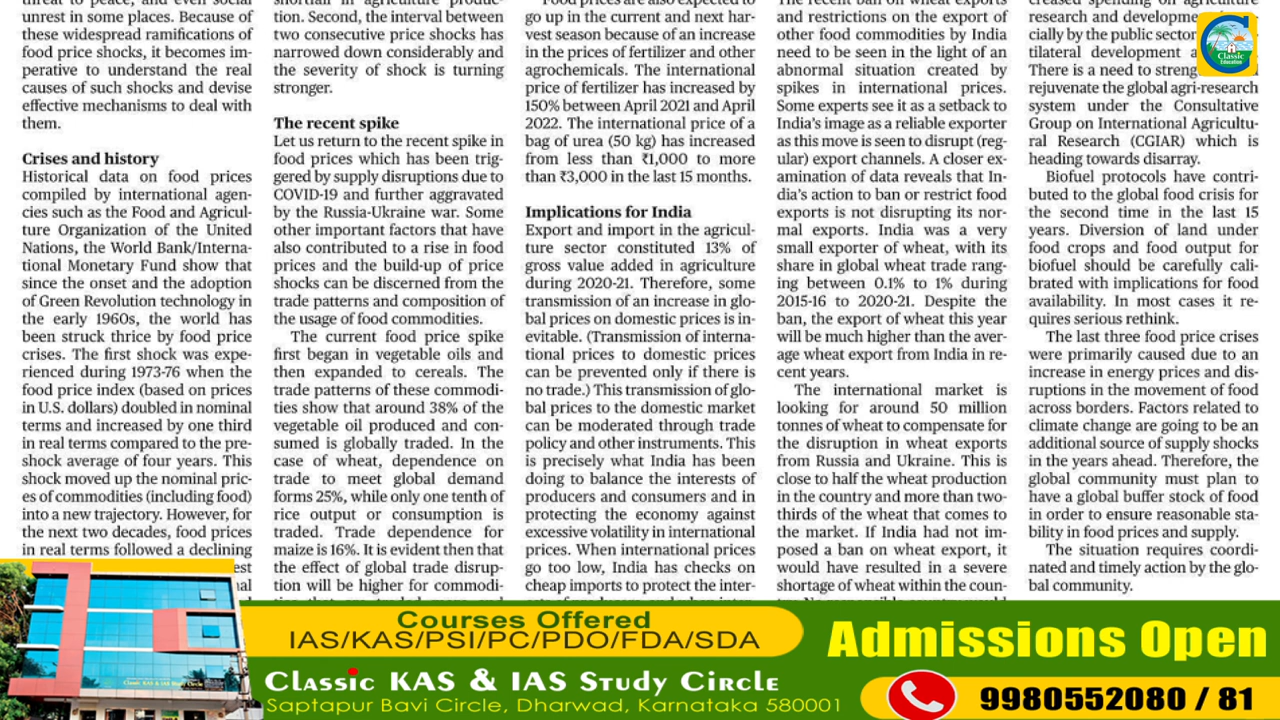 threat to peace, and even social
unrest in some places. Because of
these widespread ramifications of
food price shocks, it becomes im-
perative to understand the real
causes of such shocks and devise
effective mechanisms to deal with
them.
Crises and history
Historical data on food prices
compiled by international agen-
cies such as the Food and Agricul-
ture Organization of the United
Nations, the World Bank/Interna-
tional Monetary Fund show that
since the onset and the adoption
of Green Revolution technology in
the early 1960s, the world has
been struck thrice by food price
crises. The first shock was expe-
rienced during 1973-76 when the
food price index (based on prices
in U.S. dollars) doubled in nominal
terms and increased by one third
in real terms compared to the pre-
shock average of four years. This
shock moved up the nominal pric-
es of commodities (including food)
into a new trajectory. However, for
the next two decades, food prices
in real terms followed a declining
shortfall in agriculture produc-
tion. Second, the interval between
two consecutive price shocks has
narrowed down considerably and
the severity of shock is turning
stronger.
The recent spike
Let us return to the recent spike in
food prices which has been trig-
gered by supply disruptions due to
COVID-19 and further aggravated
by the Russia-Ukraine war. Some
other important factors that have
also contributed to a rise in food
prices and the build-up of price
shocks can be discerned from the
trade patterns and composition of
the usage of food commodities.
The current food price spike
first began in vegetable oils and
then expanded to cereals. The
trade patterns of these commodi-
ties show that around 38% of the
vegetable oil produced and con-
sumed is globally traded. In the
case of wheat, dependence on
trade to meet global demand
forms 25%, while only one tenth of
rice output or consumption is
traded. Trade dependence for
maize is 16%. It is evident then that
the effect of global trade disrup-
tion will be higher for commodi-
Food prices are also expected to
go up in the current and next har-
vest season because of an increase
in the prices of fertilizer and other
agrochemicals. The international
price of fertilizer has increased by
150% between April 2021 and April
2022. The international price of a
bag of urea (50 kg) has increased
from less than ₹1,000 to more
than ₹3,000 in the last 15 months.
Implications for India
Export and import in the agricul-
ture sector constituted 13% of
gross value added in agriculture
during 2020-21. Therefore, some
transmission of an increase in glo-
bal prices on domestic prices is in-
evitable. (Transmission of interna-
tional prices to domestic prices
can be prevented only if there is
no trade.) This transmission of glo-
bal prices to the domestic market
can be moderated through trade
policy and other instruments. This
is precisely what India has been
doing to balance the interests of
producers and consumers and in
protecting the economy against
excessive volatility in international
prices. When international prices
go too low, India has checks on
cheap imports to protect the inter-
The recent ban on wheat exports
and restrictions on the export of
other food commodities by India
need to be seen in the light of an
abnormal situation created by
spikes in international prices.
Some experts see it as a setback to
India's image as a reliable exporter
as this move is seen to disrupt (reg-
ular) export channels. A closer ex-
amination of data reveals that In-
dia's action to ban or restrict food
exports is not disrupting its nor-
mal exports. India was a very
small exporter of wheat, with its
share in global wheat trade rang-
ing between 0.1% to 1% during
2015-16 to 2020-21. Despite the
ban, the export of wheat this year
will be much higher than the aver-
age wheat export from India in re-
cent years.
The international market is
looking for around 50 million
tonnes of wheat to compensate for
the disruption in wheat exports
from Russia and Ukraine. This is
close to half the wheat production
in the country and more than two-
thirds of the wheat that comes to
the market. If India had not im-
posed a ban on wheat export, it
would have resulted in a severe
shortage of wheat within the coun-
creased spending on agriculture
research and developme
cially by the public sector
tilateral development a
There is a need to streng
rejuvenate the global agri-research
system under the Consultative
Group on International Agricultu-
ral Research (CGIAR) which is
heading towards disarray.
Biofuel protocols have contri-
buted to the global food crisis for
the second time in the last 15
years. Diversion of land under
food crops and food output for
biofuel should be carefully cali-
brated with implications for food
availability. In most cases it re-
quires serious rethink.
The last three food price crises
were primarily caused due to an
increase in energy prices and dis-
ruptions in the movement of food
across borders. Factors related to
climate change are going to be an
additional source of supply shocks
in the years ahead. Therefore, the
global community must plan to
have a global buffer stock of food
in order to ensure reasonable sta-
bility in food prices and supply.
The situation requires coordi-
nated and timely action by the glo-
bal community.
Classic
Education
Classic KAS & IAS Study Circle
Courses Offered
IAS/KAS/PSI/PC/PDO/FDA/SDA
Classic KAS & IAS Study Circle
Saptapur Bavi Circle, Dharwad, Karnataka 580001
Admissions Open
9980552080 / 81